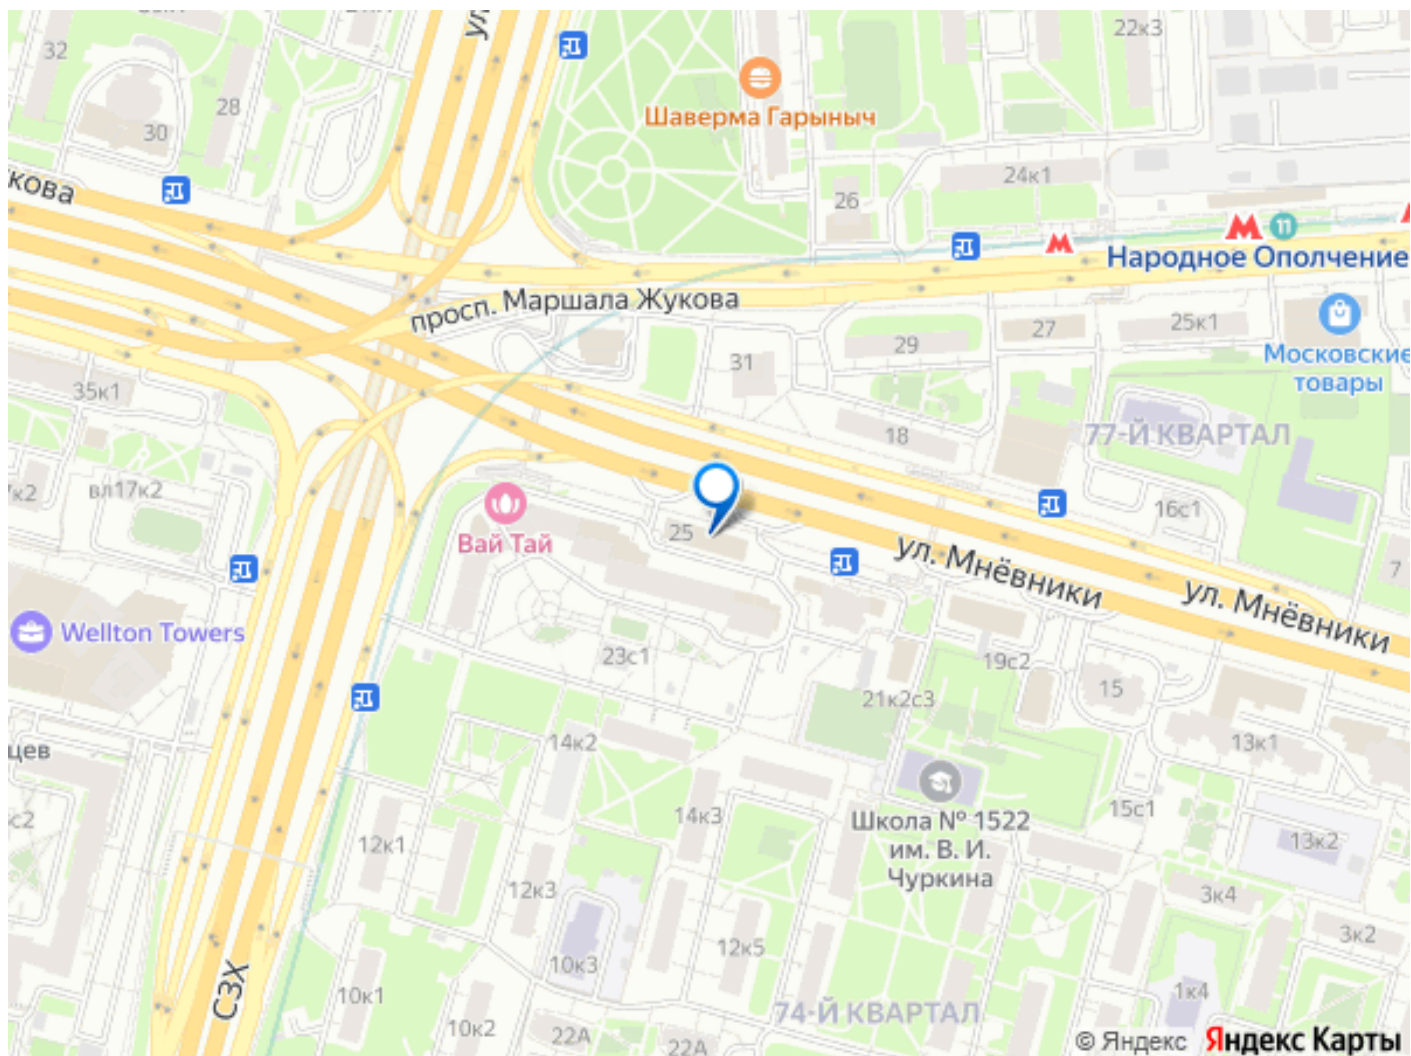 ул.
22к3
32
28
30
Шаверма Гарыныч
24к1
кова
26
11
Народное Ополчение
просп. Маршала Жукова
27
25к1
29
31
Московские
товары
35к1
18
77-Й КВАРТАЛ
вл17к2
7к2
16с1
25
Вай Тай
ул. Мнёвники
7
ул. Мнёвники
Wellton Towers
23с1
19с2
15
21к2с3
14к2
13к1
цев
15с1
14к3
Школа № 1522
им. В. И.
Чуркина
с2
13к2
12к1
12к3
3к4
12к5
3к2
10к3
СЗХ
10к1
1к4
74-Й КВАРТАЛ
10к2
22А
22А
© Яндекс Яндекс Карты